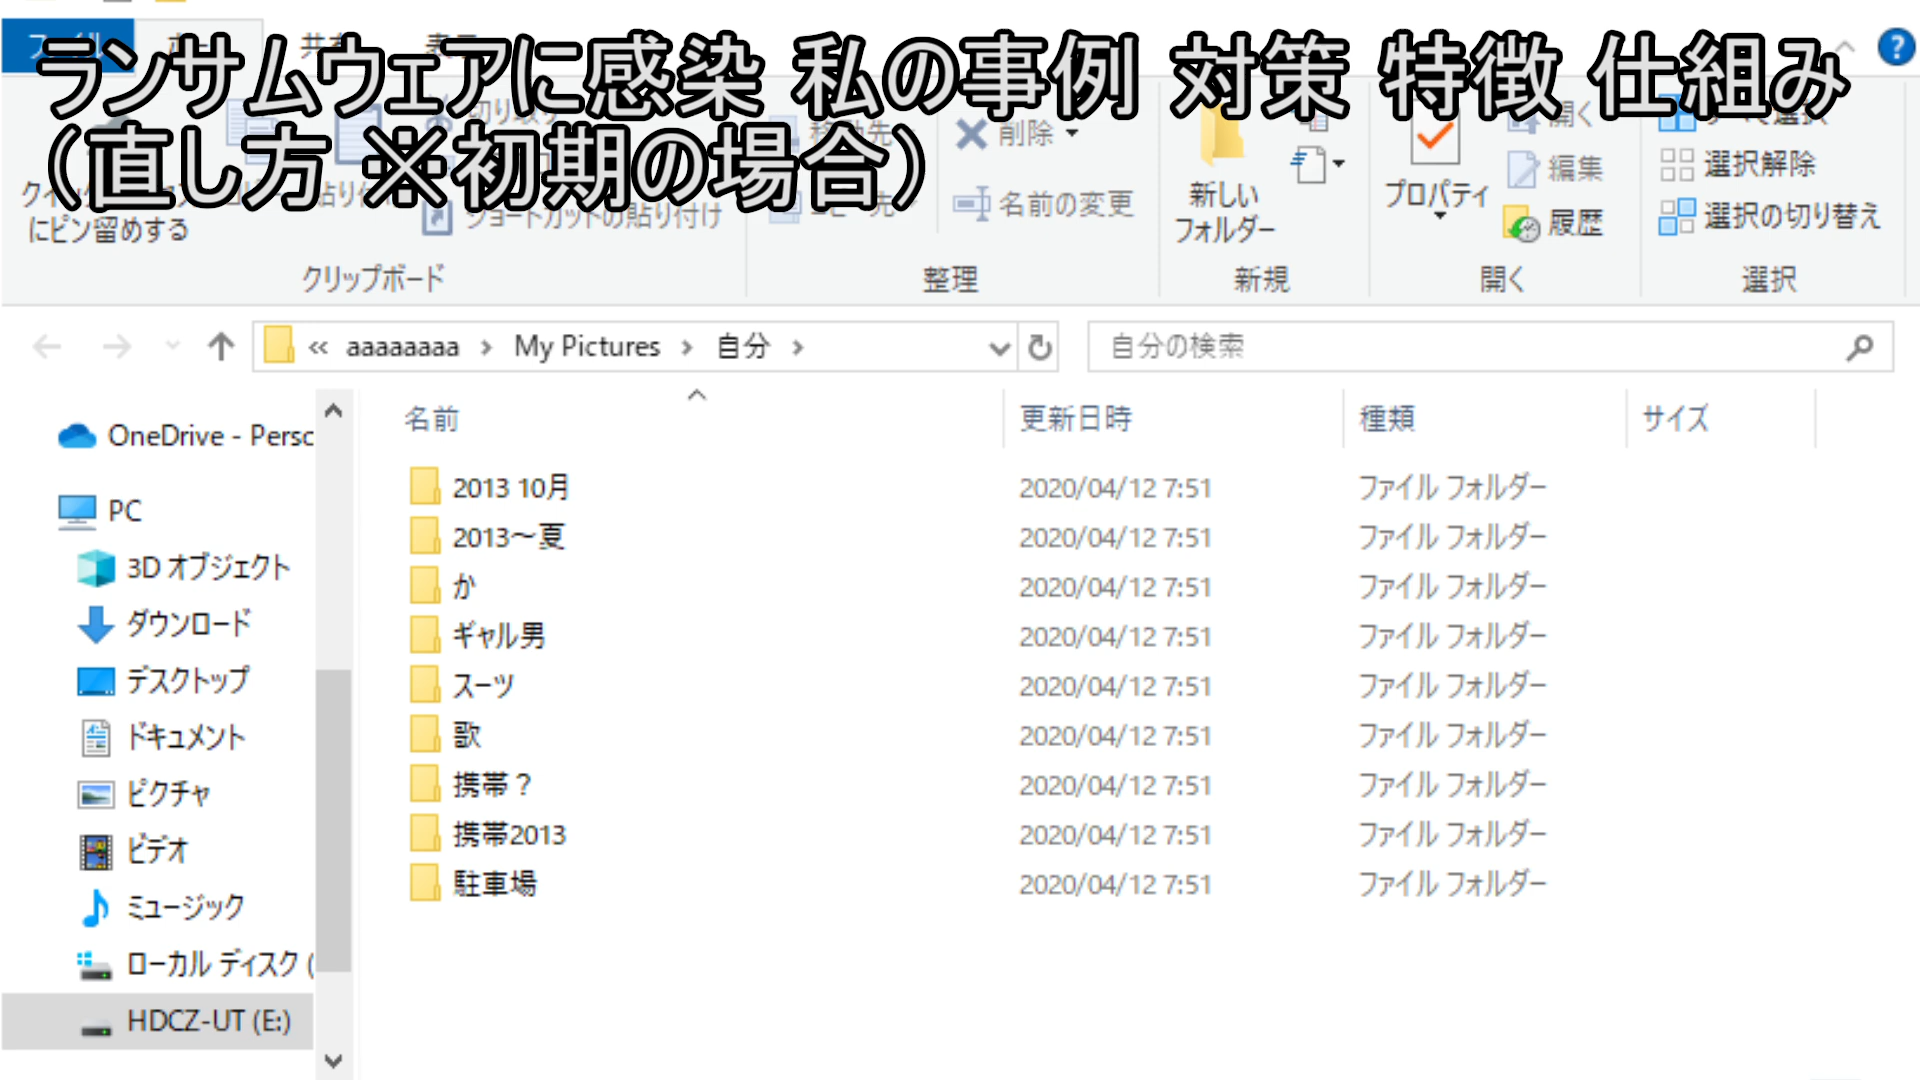 ランサムウェアに感染 私の事例 対策 特徴 仕組み
（直し方 ※初期の場合）
切り取り
削除
開く
編集
選択解除
プロパティ
新しい
フォルダー
名前の変更
履歴
選択の切り替え
にピン留めする
ショートカットの貼り付け
クリップボード
整理
新規
開く
選択
« aaaaaaaa › My Pictures › 自分 ›
自分の検索
名前 更新日時 種類 サイズ
OneDrive - Persc
PC
3D オブジェクト
ダウンロード
デスクトップ
ドキュメント
ピクチャ
ビデオ
ミュージック
ローカル ディスク (
HDCZ-UT (E:)
2013 10月 2020/04/12 7:51 ファイル フォルダー
2013～夏 2020/04/12 7:51 ファイル フォルダー
か 2020/04/12 7:51 ファイル フォルダー
ギャル男 2020/04/12 7:51 ファイル フォルダー
スーツ 2020/04/12 7:51 ファイル フォルダー
歌 2020/04/12 7:51 ファイル フォルダー
携帯？ 2020/04/12 7:51 ファイル フォルダー
携帯2013 2020/04/12 7:51 ファイル フォルダー
駐車場 2020/04/12 7:51 ファイル フォルダー